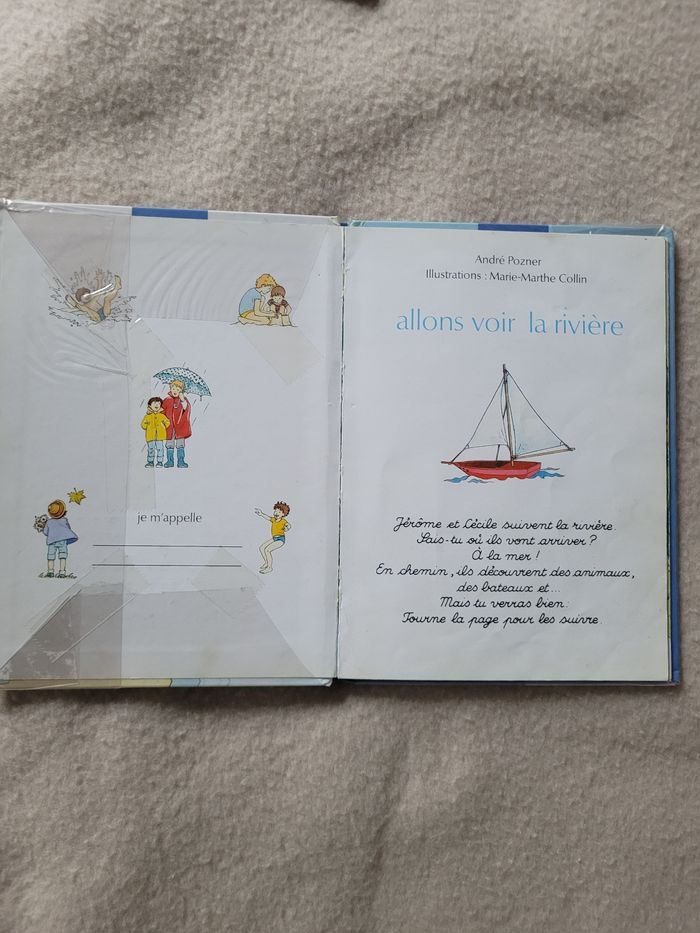 je m'appelle
André Pozner
Illustrations : Marie-Marthe Collin
allons voir la rivière
Jérôme et Cécile suivent la rivière.
Sais-tu où ils vont arriver ?
À la mer !
En chemin, ils découvrent des animaux,
des bateaux et...
Mais tu verras bien.
Tourne la page pour les suivre.